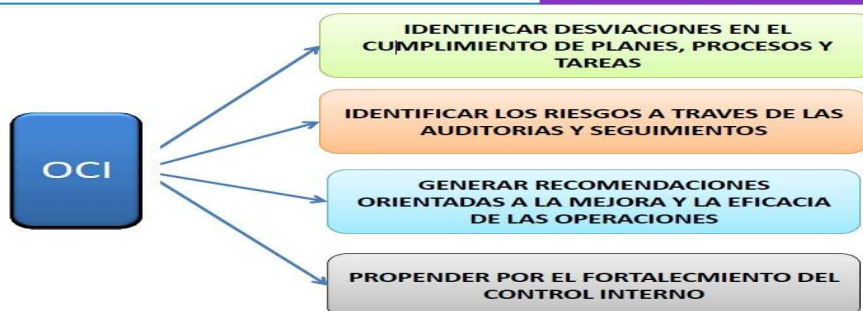 OCI
IDENTIFICAR DESVIACIONES EN EL
CUMPLIMIENTO DE PLANES, PROCESOS Y
TAREAS
IDENTIFICAR LOS RIESGOS A TRAVES DE LAS
AUDITORIAS Y SEGUIMIENTOS
GENERAR RECOMENDACIONES
ORIENTADAS A LA MEJORA Y LA EFICACIA
DE LAS OPERACIONES
PROPENDER POR EL FORTALECMIENTO DEL
CONTROL INTERNO